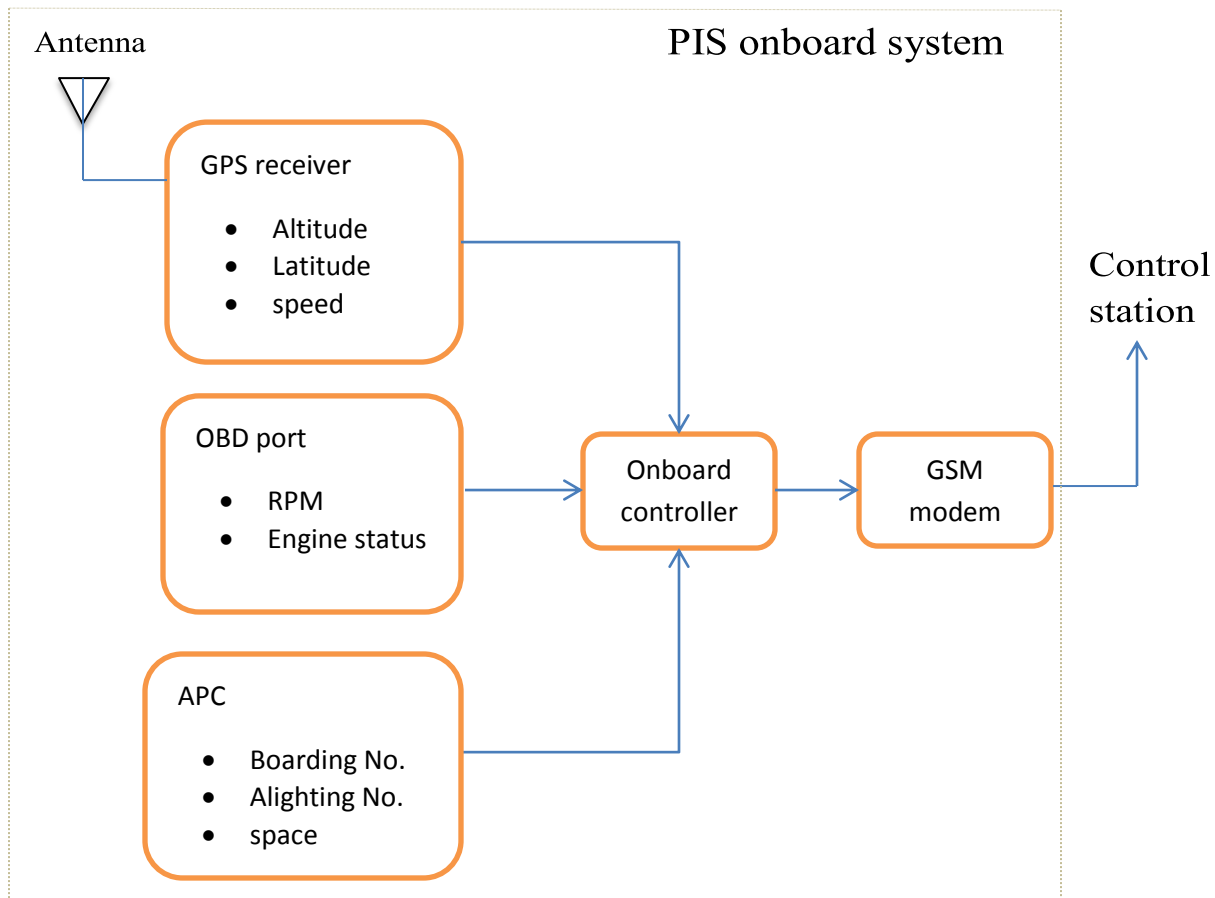 PIS onboard system
Antenna
GPS receiver
• Altitude
• Latitude
• speed
OBD port
• RPM
• Engine status
APC
• Boarding No.
• Alighting No.
• space
Onboard
controller
GSM
modem
Control
station